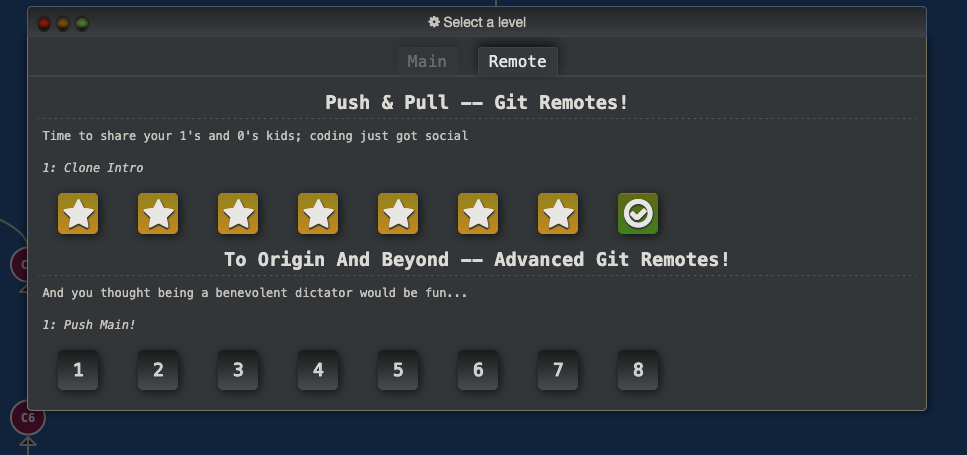 Select a level
Main
Remote
Push & Pull -- Git Remotes!
Time to share your 1's and 0's kids; coding just got social
1: Clone Intro
To Origin And Beyond -- Advanced Git Remotes!
And you thought being a benevolent dictator would be fun...
1: Push Main!
1 2 3 4 5 6 7 8
C6